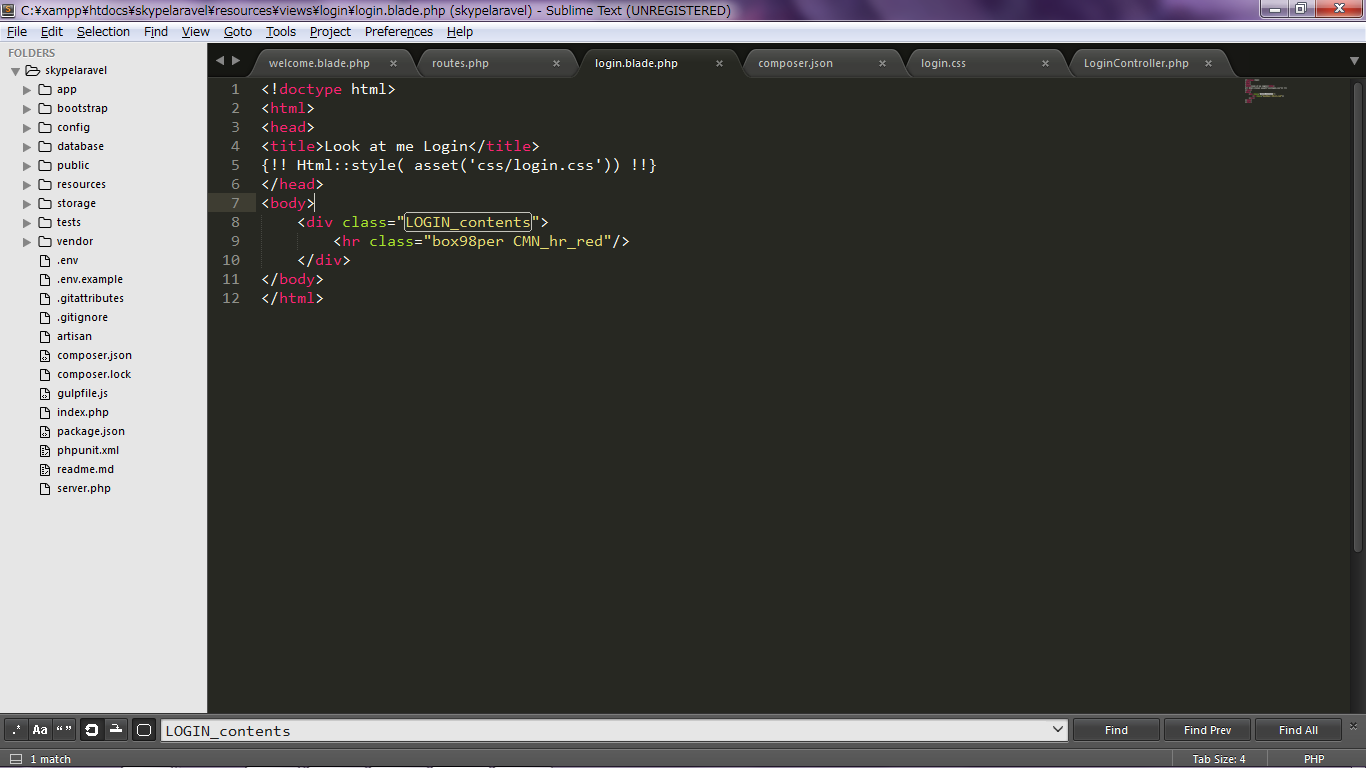 C:¥xampp¥htdocs¥skypelaravel¥resources¥views¥login¥login.blade.php (skypelaravel) - Sublime Text (UNREGISTERED)
File Edit Selection Find View Goto Tools Project Preferences Help
FOLDERS
skypelaravel
app
bootstrap
config
database
public
resources
storage
tests
vendor
.env
.env.example
.gitattributes
.gitignore
artisan
composer.json
composer.lock
gulpfile.js
index.php
package.json
phpunit.xml
readme.md
server.php
welcome.blade.php × routes.php × login.blade.php × composer.json × login.css × LoginController.php ×
1 <!doctype html>
2 <html>
3 <head>
4 <title>Look at me Login</title>
5 {!! Html::style( asset('css/login.css')) !!}
6 </head>
7 <body>
8     <div class="LOGIN_contents">
9         <hr class="box98per CMN_hr_red"/>
10     </div>
11 </body>
12 </html>
.* Aa “ ” LOGIN_contents Find Find Prev Find All ×
1 match Tab Size: 4 PHP